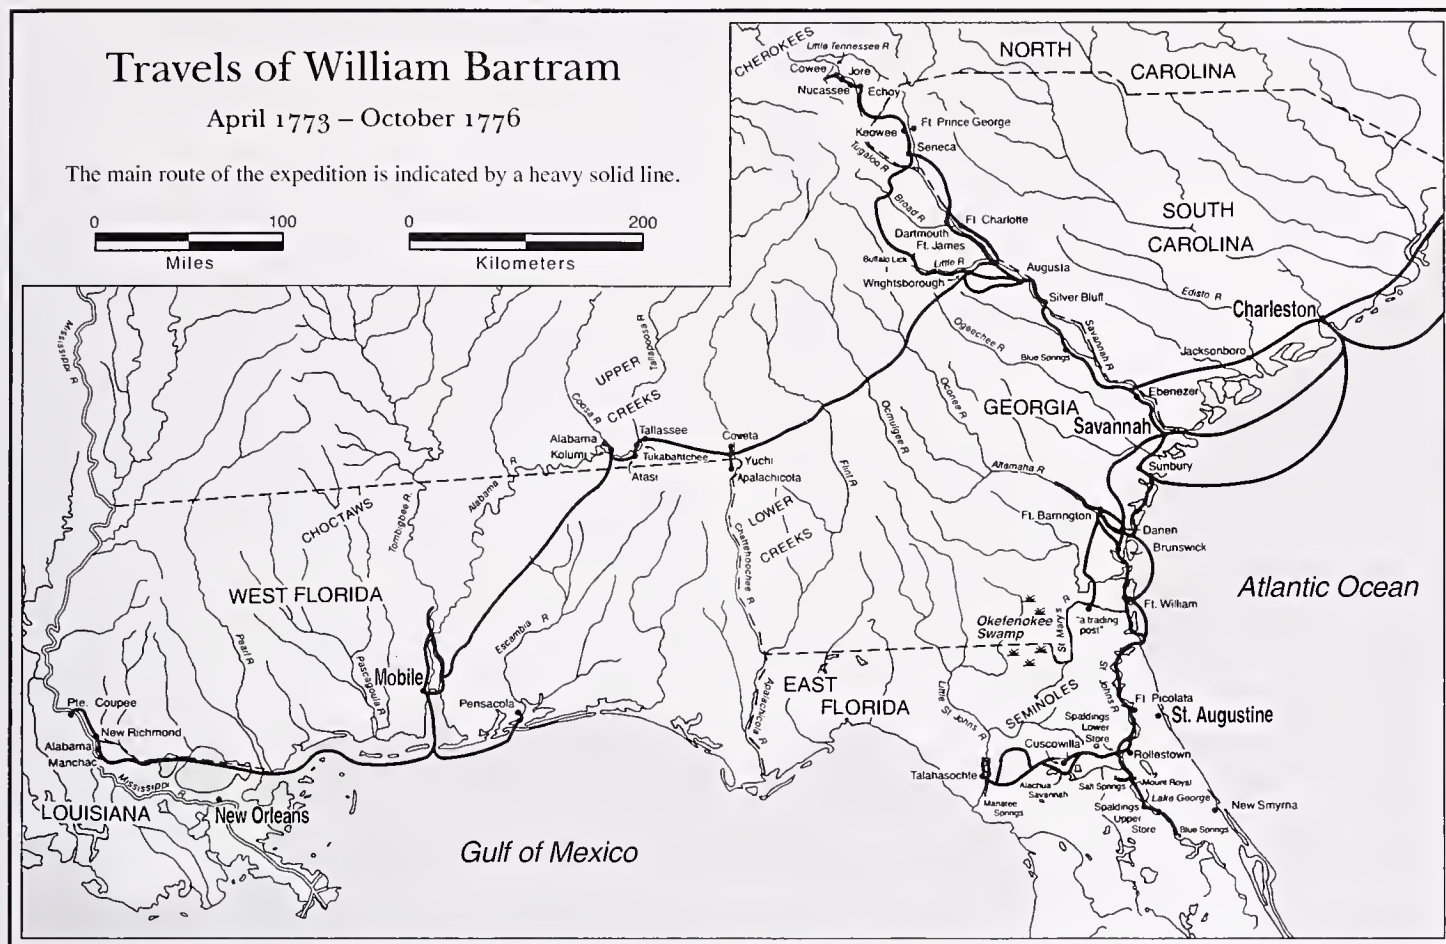 Travels of William Bartram
April 1773 – October 1776
The main route of the expedition is indicated by a heavy solid line.
0 100
Miles
0 200
Kilometers
CHEROKEES
Little Tennessee R
NORTH
CAROLINA
Cowee
Jore
Nucassee
Echoy
Keowee
Ft Prince George
Seneca
Tugaloo R
Broad R
Ft Charlotte
Dartmouth
Ft. James
Buffalo Lick
Little R
Wrightsborough
SOUTH
CAROLINA
Augusta
Silver Bluff
Edisto R
Charleston
Savannah R
Ogeechee R
Blue Springs
Jacksonboro
Ebenezer
GEORGIA
Savannah
Sunbury
Oconee R
Ocmulgee R
Altamaha R
Flint R
Mississippi R
Tallapoosa R
UPPER
CREEKS
Coosa R
Alabama
Kolumi
Tallassee
Tukabahtchee
Atasi
Coweta
Yuchi
Apalachicota
Alabama R
CHOCTAWS
Tombigbee R
LOWER
CREEKS
Chattehoochee R
Ft. Barrington
Darien
Brunswick
Atlantic Ocean
WEST FLORIDA
Escambia R
Okefenokee
Swamp
St Marys R
"a trading
post"
Ft. William
Pearl R
Pascagoula R
Mobile
Pensacola
EAST
FLORIDA
Apalachicola R
Little St Johns R
SEMINOLES
St Johns R
Ft Picolata
St. Augustine
Pte. Coupee
New Richmond
Alabama
Manchac
Mississippi R
LOUISIANA
New Orleans
Gulf of Mexico
Spaldings
Lower
Store
Cuscowilla
Rollestown
Talahasochte
Alachua
Savannah
Salt Springs
Mount Royal
Lake George
Manatee
Springs
Spaldings
Upper
Store
Blue Springs
New Smyrna